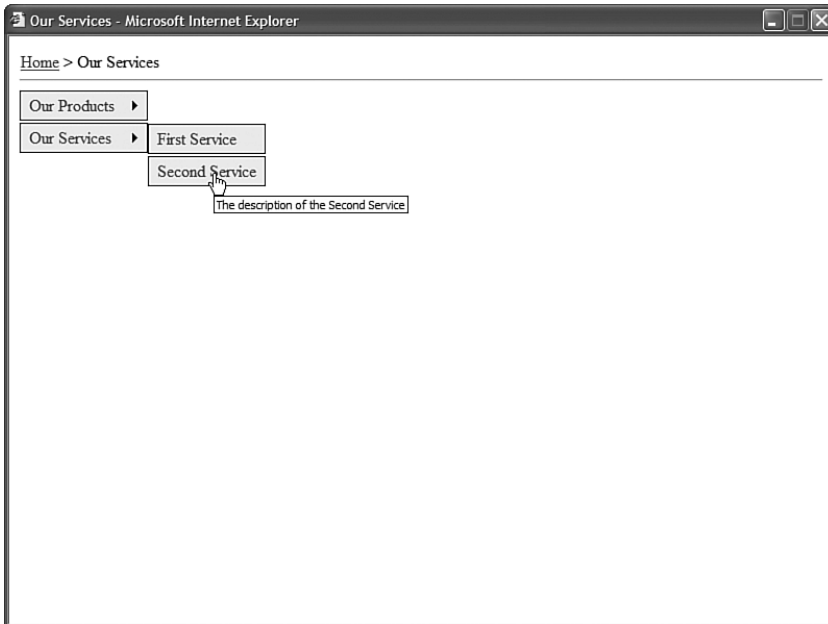 Our Services - Microsoft Internet Explorer
Home > Our Services
Our Products
Our Services
First Service
Second Service
The description of the Second Service